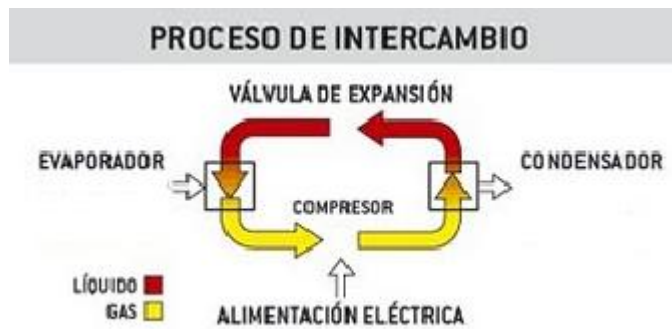 PROCESO DE INTERCAMBIO
VÁLVULA DE EXPANSIÓN
EVAPORADOR
CONDENSADOR
COMPRESOR
LÍQUIDO
GAS
ALIMENTACIÓN ELÉCTRICA